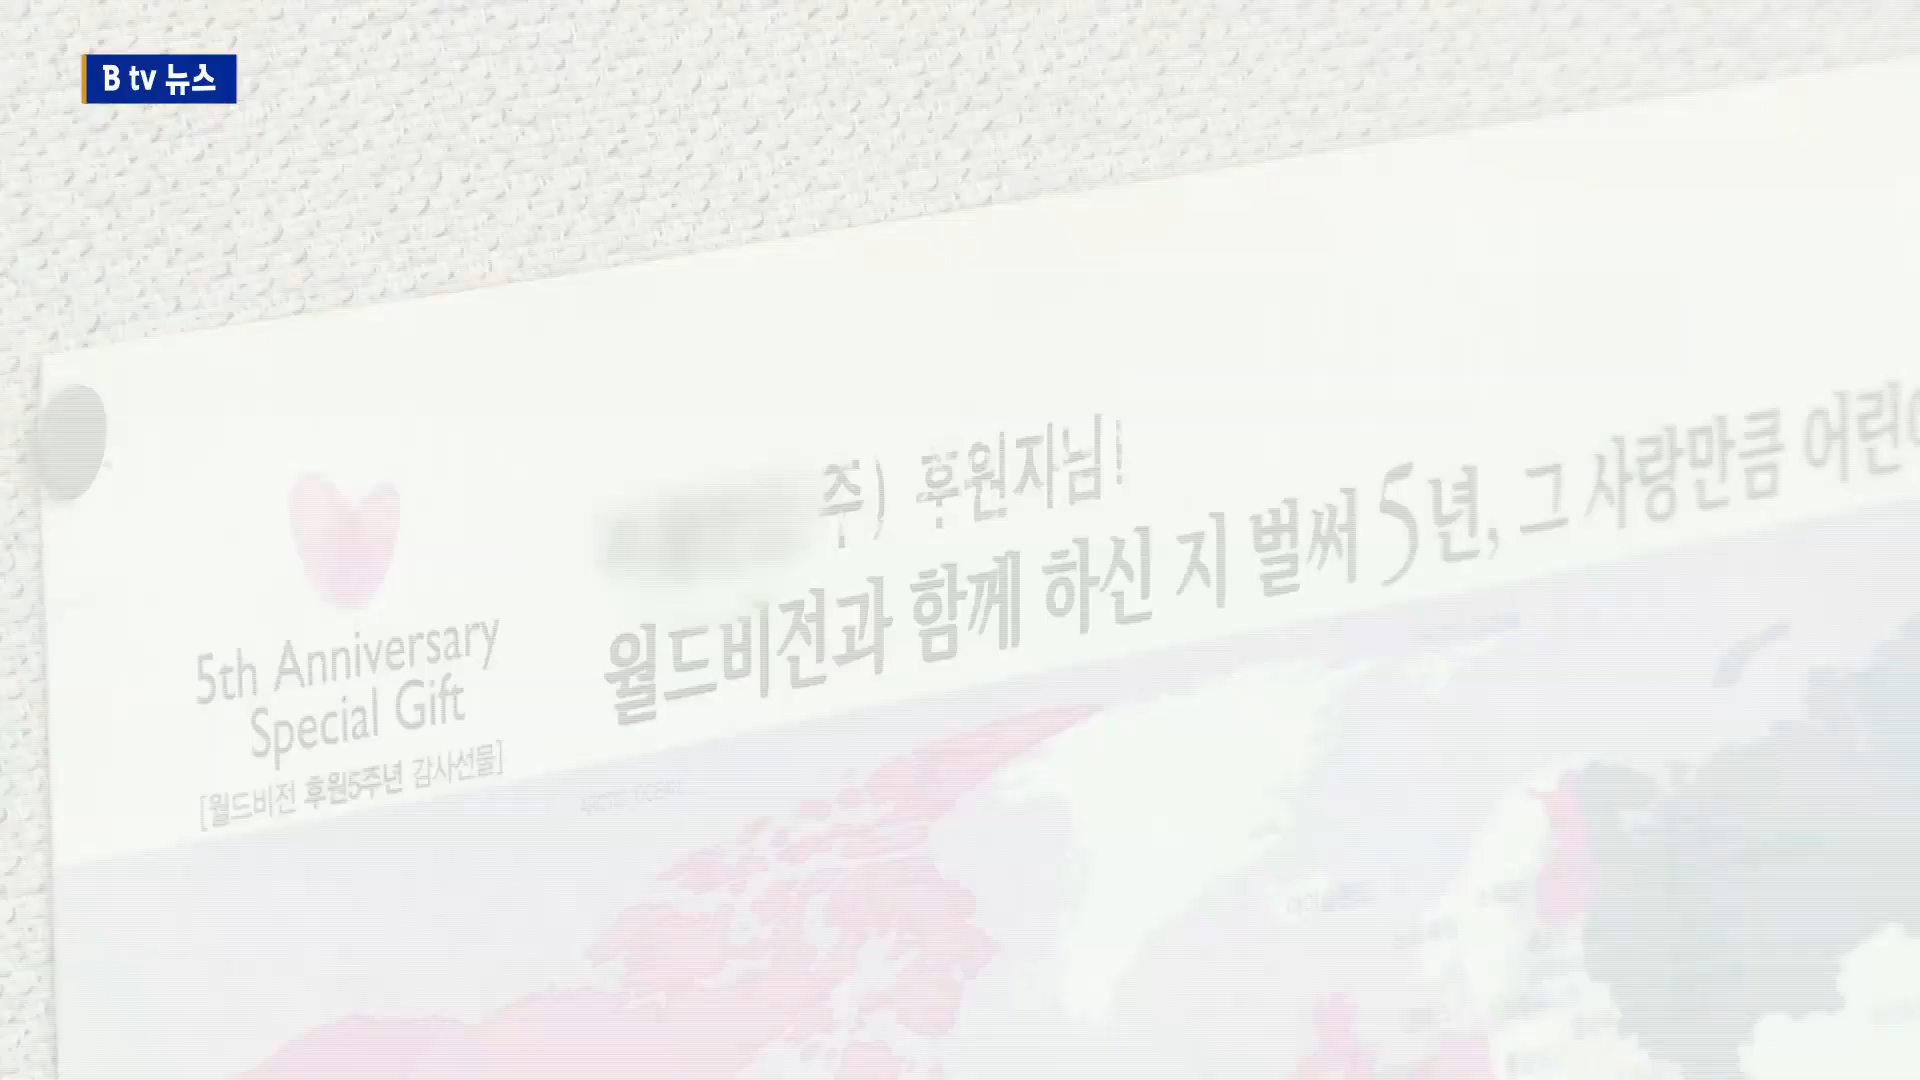 B tv 뉴스
주) 후원자님!
월드비전과 함께 하신 지 벌써 5년, 그 사랑만큼 어린
5th Anniversary
Special Gift
[월드비전 후원5주년 감사선물]
ARCTIC OCEAN